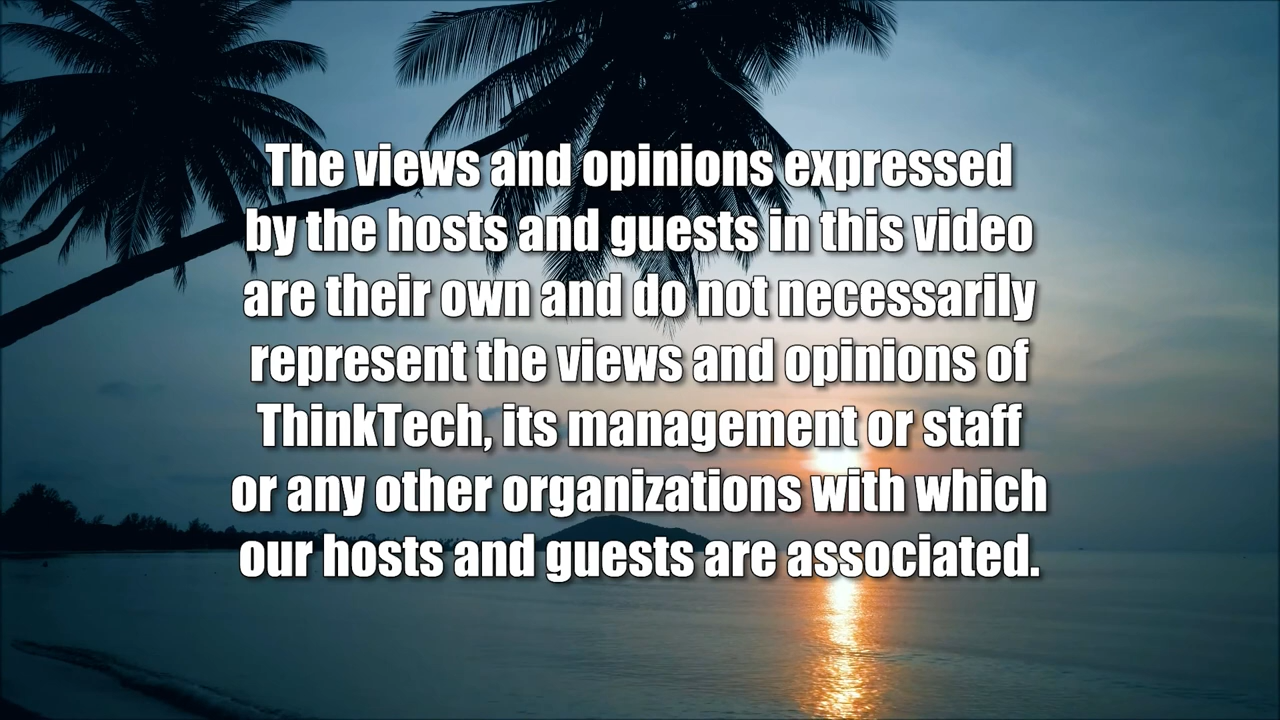 The views and opinions expressed
by the hosts and guests in this video
are their own and do not necessarily
represent the views and opinions of
ThinkTech, its management or staff
or any other organizations with which
our hosts and guests are associated.